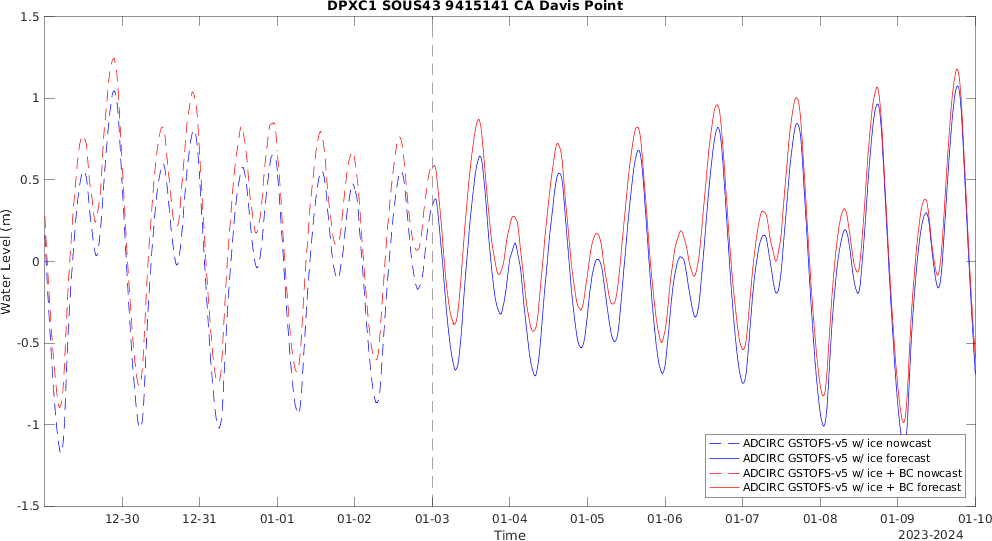 DPXC1 SOUS43 9415141 CA Davis Point
1.5
1
0.5
0
-0.5
-1
-1.5
Water Level (m)
ADCIRC GSTOFS-v5 w/ ice nowcast
ADCIRC GSTOFS-v5 w/ ice forecast
ADCIRC GSTOFS-v5 w/ ice + BC nowcast
ADCIRC GSTOFS-v5 w/ ice + BC forecast
12-30 12-31 01-01 01-02 01-03 01-04 01-05 01-06 01-07 01-08 01-09 01-10
Time
2023-2024